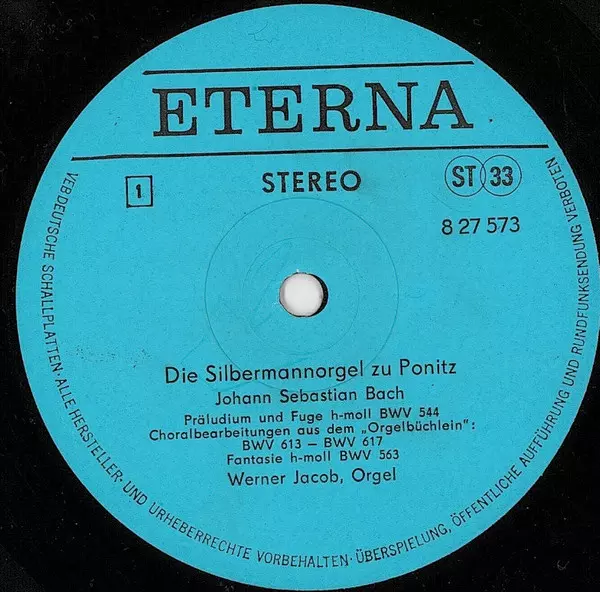 ETERNA
1
STEREO
ST 33
8 27 573
Die Silbermannorgel zu Ponitz
Johann Sebastian Bach
Präludium und Fuge h-moll BWV 544
Choralbearbeitungen aus dem „Orgelbüchlein":
BWV 613 – BWV 617
Fantasie h-moll BWV 563
Werner Jacob, Orgel
VEB DEUTSCHE SCHALLPLATTEN · ALLE HERSTELLER- UND URHEBERRECHTE VORBEHALTEN · ÜBERSPIELUNG, ÖFFENTLICHE AUFFÜHRUNG UND RUNDFUNKSENDUNG VERBOTEN